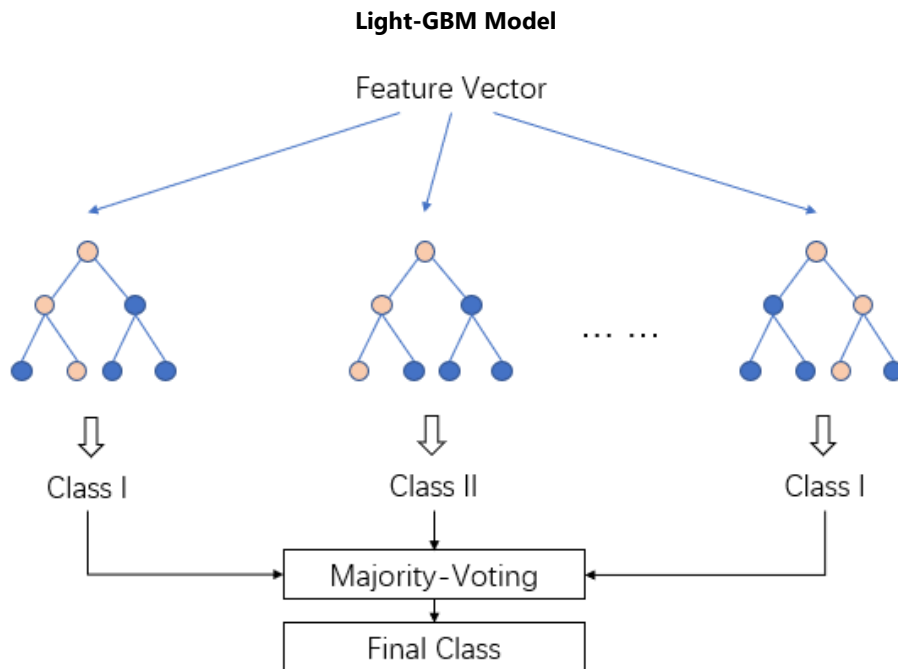 Light-GBM Model
Feature Vector
... ...
Class I
Class II
Class I
Majority-Voting
Final Class